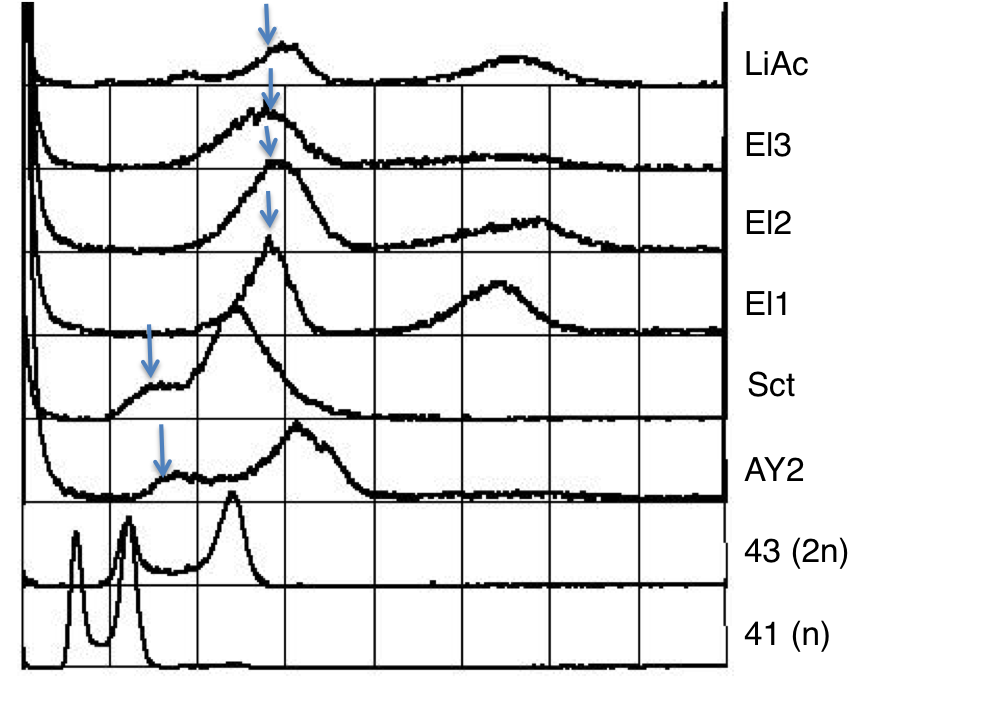 LiAc
El3
El2
El1
Sct
AY2
43 (2n)
41 (n)